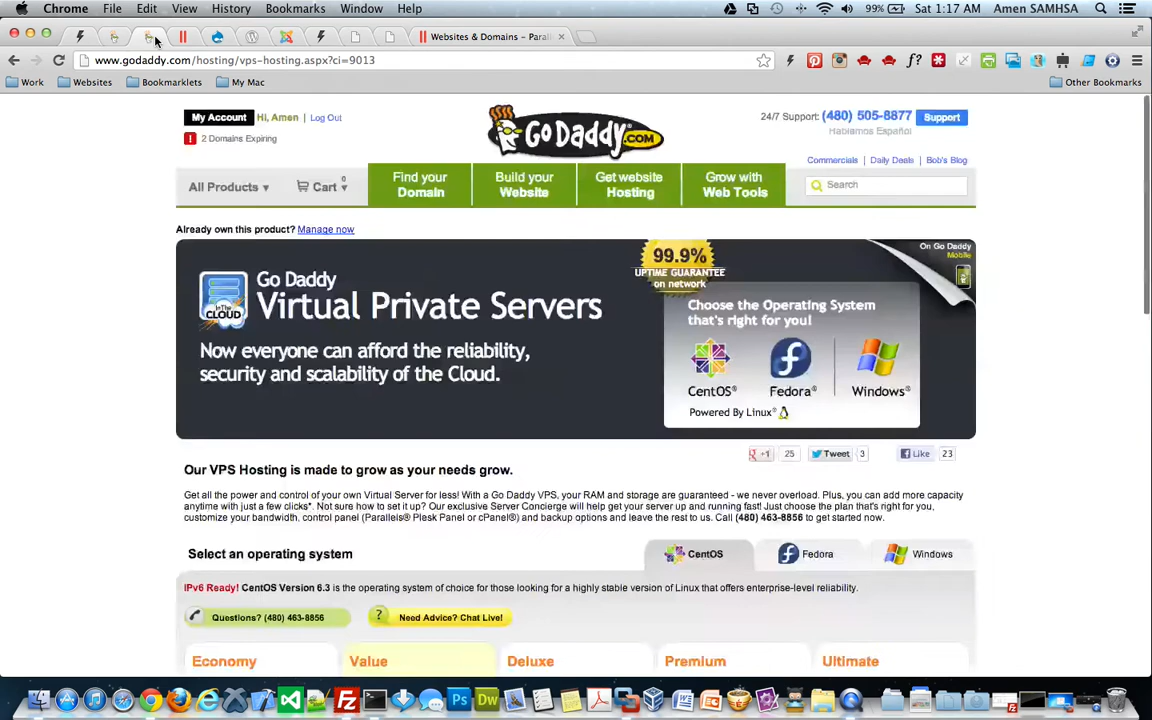 Chrome File Edit View History Bookmarks Window Help 99% Sat 1:17 AM Amen SAMHSA
Websites & Domains – Paral
www.godaddy.com/hosting/vps-hosting.aspx?ci=9013
Work Websites Bookmarklets My Mac Other Bookmarks
My Account Hi, Amen Log Out
2 Domains Expiring
GO DADDY.COM
24/7 Support: (480) 505-8877 Support
Hablamos Español
Commercials | Daily Deals | Bob's Blog
All Products ▾ Cart 0 ▾
Find your Domain
Build your Website
Get website Hosting
Grow with Web Tools
Search
Already own this product? Manage now
IN THE CLOUD
Go Daddy
Virtual Private Servers
Now everyone can afford the reliability,
security and scalability of the Cloud.
99.9%
UPTIME GUARANTEE
on network
On Go Daddy
Mobile
Choose the Operating System
that's right for you!
CentOS® Fedora® Windows®
Powered By Linux®
+1 25 Tweet 3 Like 23
Our VPS Hosting is made to grow as your needs grow.
Get all the power and control of your own Virtual Server for less! With a Go Daddy VPS, your RAM and storage are guaranteed - we never overload. Plus, you can add more capacity
anytime with just a few clicks*. Not sure how to set it up? Our exclusive Server Concierge will help get your server up and running fast! Just choose the plan that's right for you,
customize your bandwidth, control panel (Parallels® Plesk Panel or cPanel®) and backup options and leave the rest to us. Call (480) 463-8856 to get started now.
Select an operating system
CentOS Fedora Windows
IPv6 Ready! CentOS Version 6.3 is the operating system of choice for those looking for a highly stable version of Linux that offers enterprise-level reliability.
Questions? (480) 463-8856 ? Need Advice? Chat Live!
Economy Value Deluxe Premium Ultimate